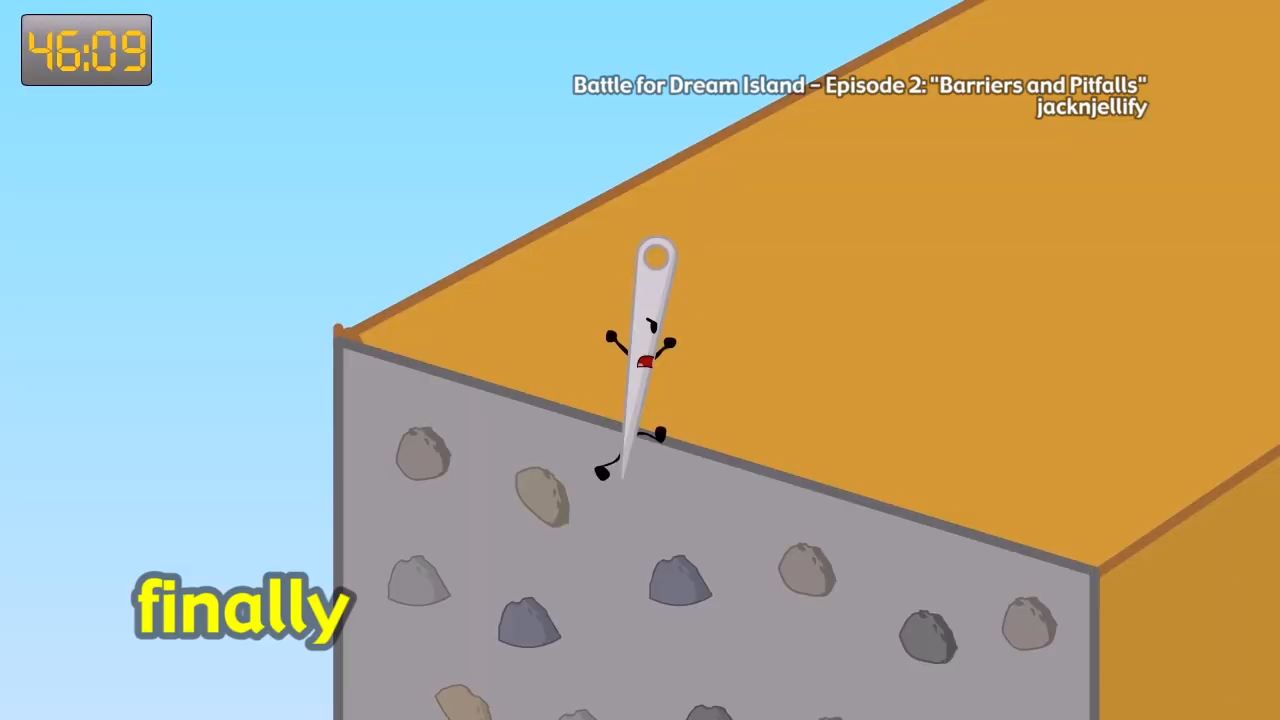 46:09
Battle for Dream Island – Episode 2: "Barriers and Pitfalls"
jacknjellify
finally